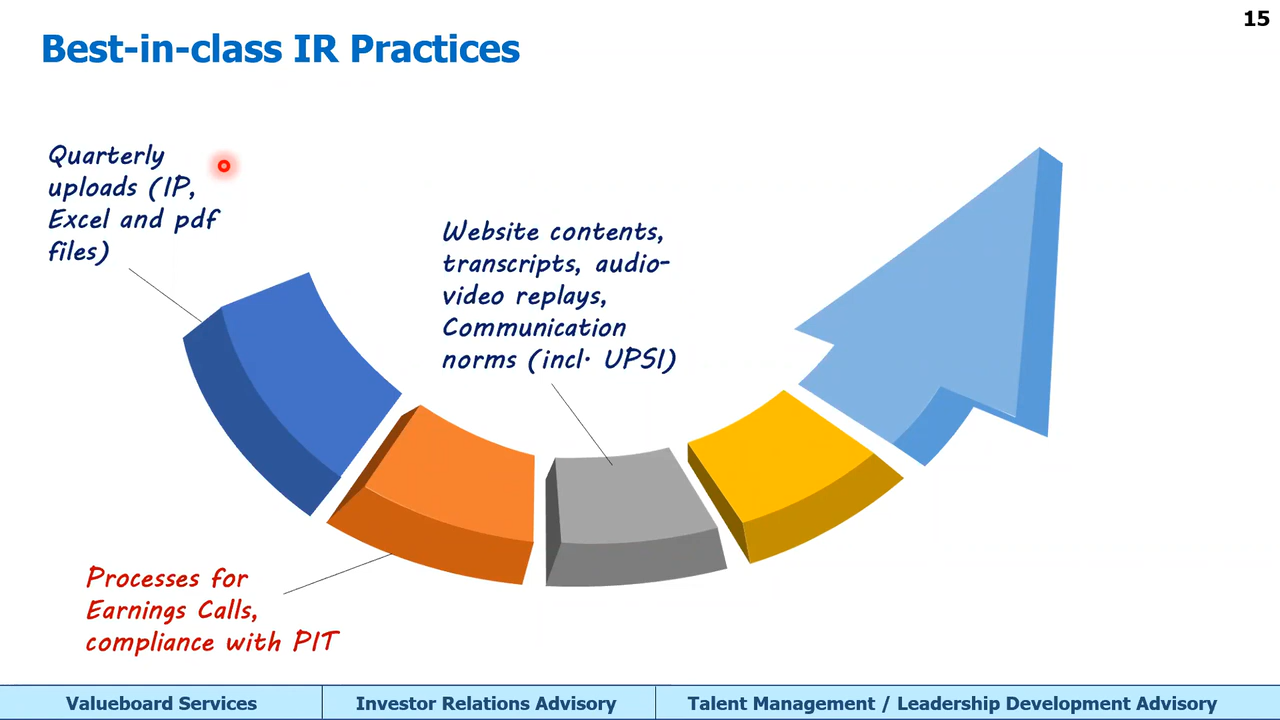 15
Best-in-class IR Practices
Quarterly
uploads (IP,
Excel and pdf
files)
Website contents,
transcripts, audio-
video replays,
Communication
norms (incl. UPSI)
Processes for
Earnings Calls,
compliance with PIT
Valueboard Services
Investor Relations Advisory
Talent Management / Leadership Development Advisory